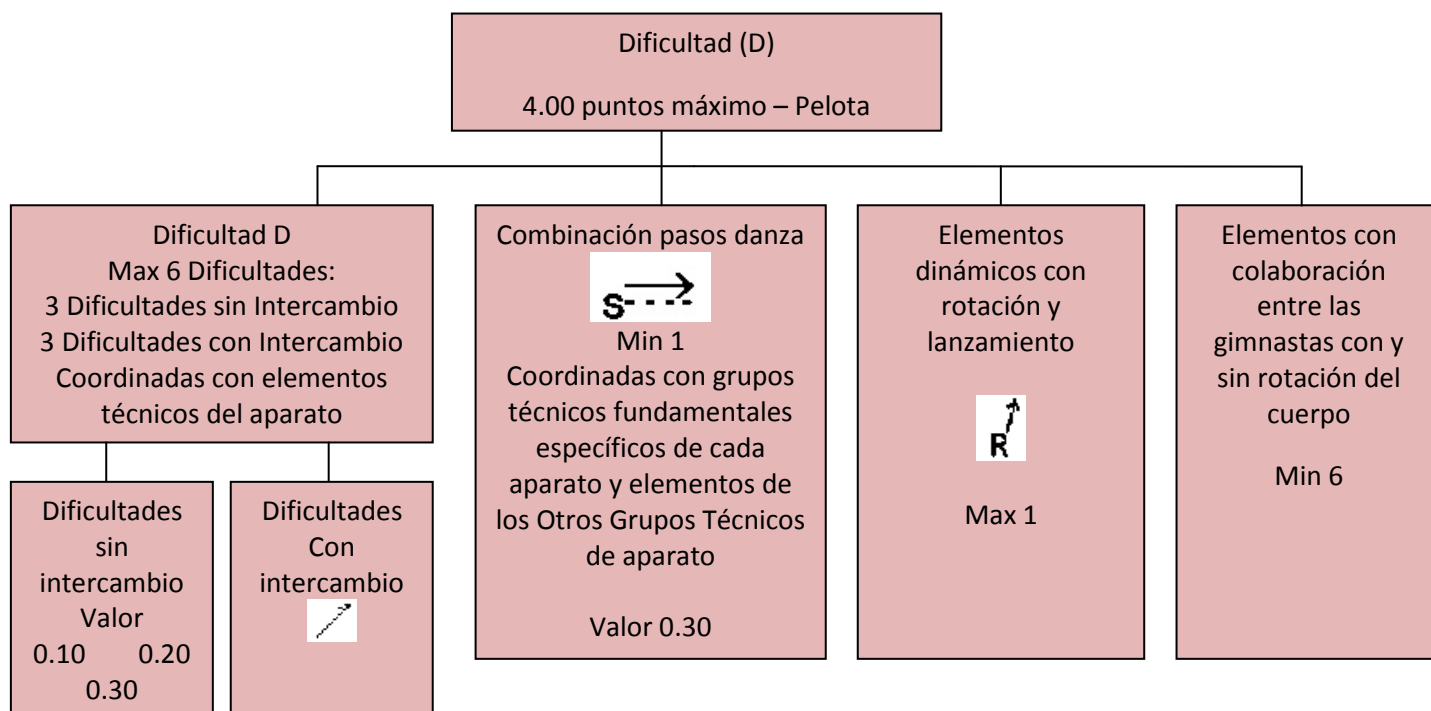 Dificultad (D)
4.00 puntos máximo – Pelota
Dificultad D
Max 6 Dificultades:
3 Dificultades sin Intercambio
3 Dificultades con Intercambio
Coordinadas con elementos
técnicos del aparato
Dificultades
sin
intercambio
Valor
0.10 0.20
0.30
Dificultades
Con
intercambio
Combinación pasos danza
S
Min 1
Coordinadas con grupos
técnicos fundamentales
específicos de cada
aparato y elementos de
los Otros Grupos Técnicos
de aparato
Valor 0.30
Elementos
dinámicos con
rotación y
lanzamiento
R
Max 1
Elementos con
colaboración
entre las
gimnastas con y
sin rotación del
cuerpo
Min 6